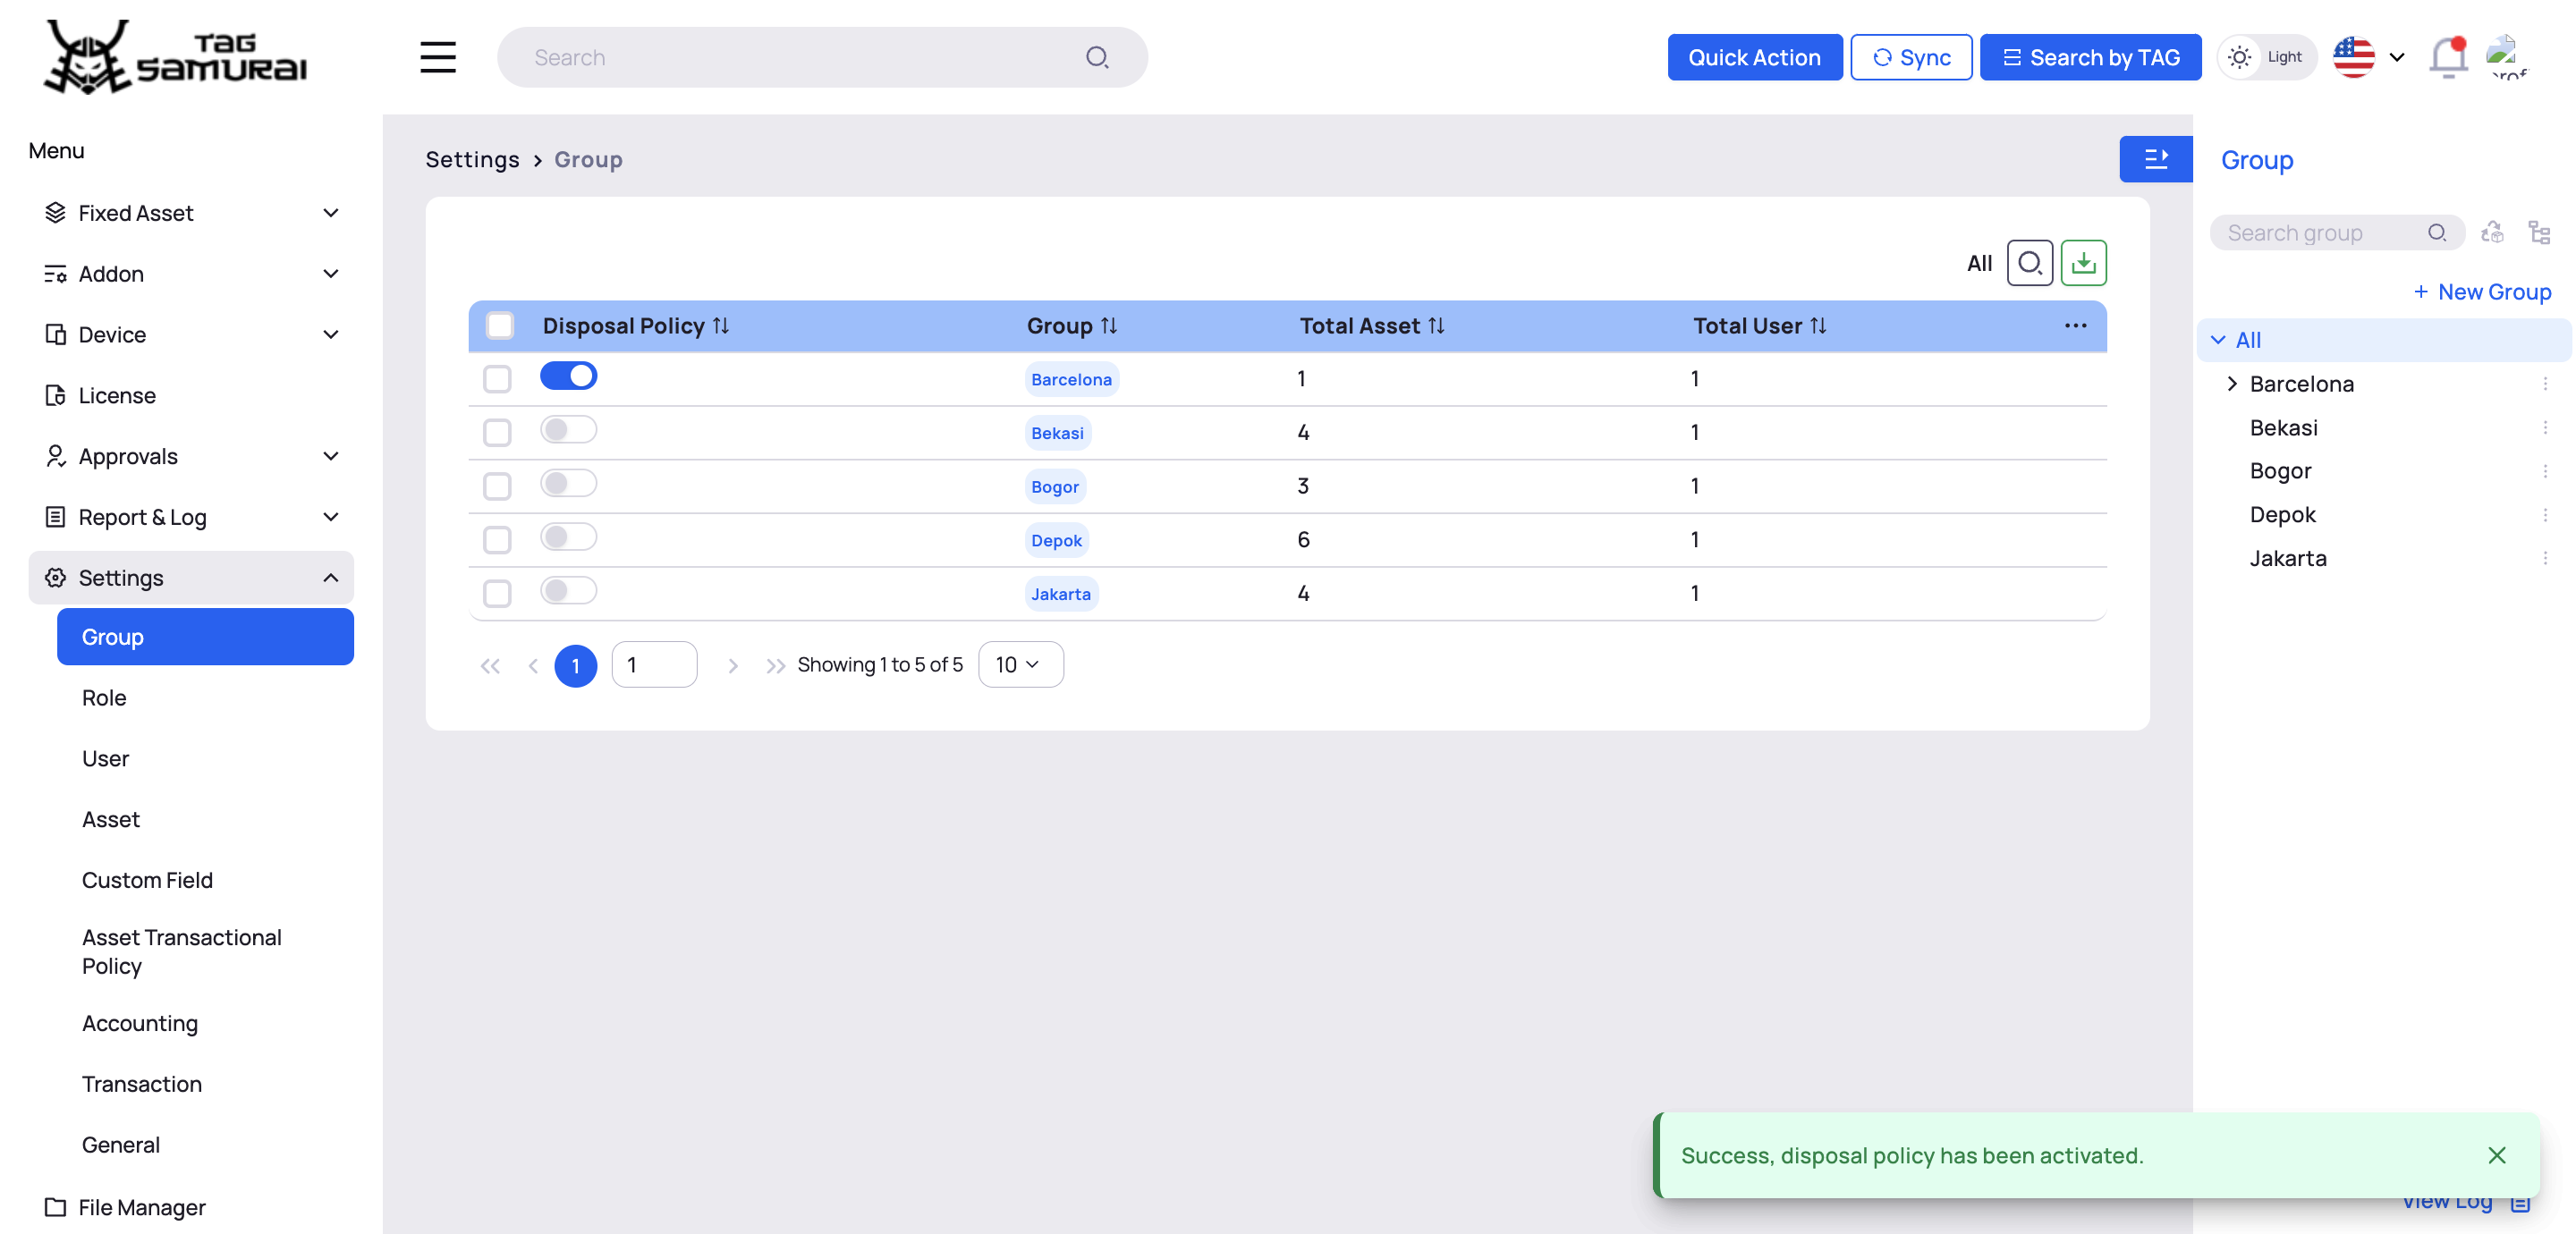 TAG
SAMURAI
Search
Quick Action
Sync
Search by TAG
Light
Menu
Fixed Asset
Addon
Device
License
Approvals
Report & Log
Settings
Group
Role
User
Asset
Custom Field
Asset Transactional
Policy
Accounting
Transaction
General
File Manager
Settings > Group
All
Disposal Policy Group Total Asset Total User ...
Barcelona 1 1
Bekasi 4 1
Bogor 3 1
Depok 6 1
Jakarta 4 1
1 1 Showing 1 to 5 of 5 10
Group
Search group
+ New Group
All
Barcelona
Bekasi
Bogor
Depok
Jakarta
Success, disposal policy has been activated.
View Log